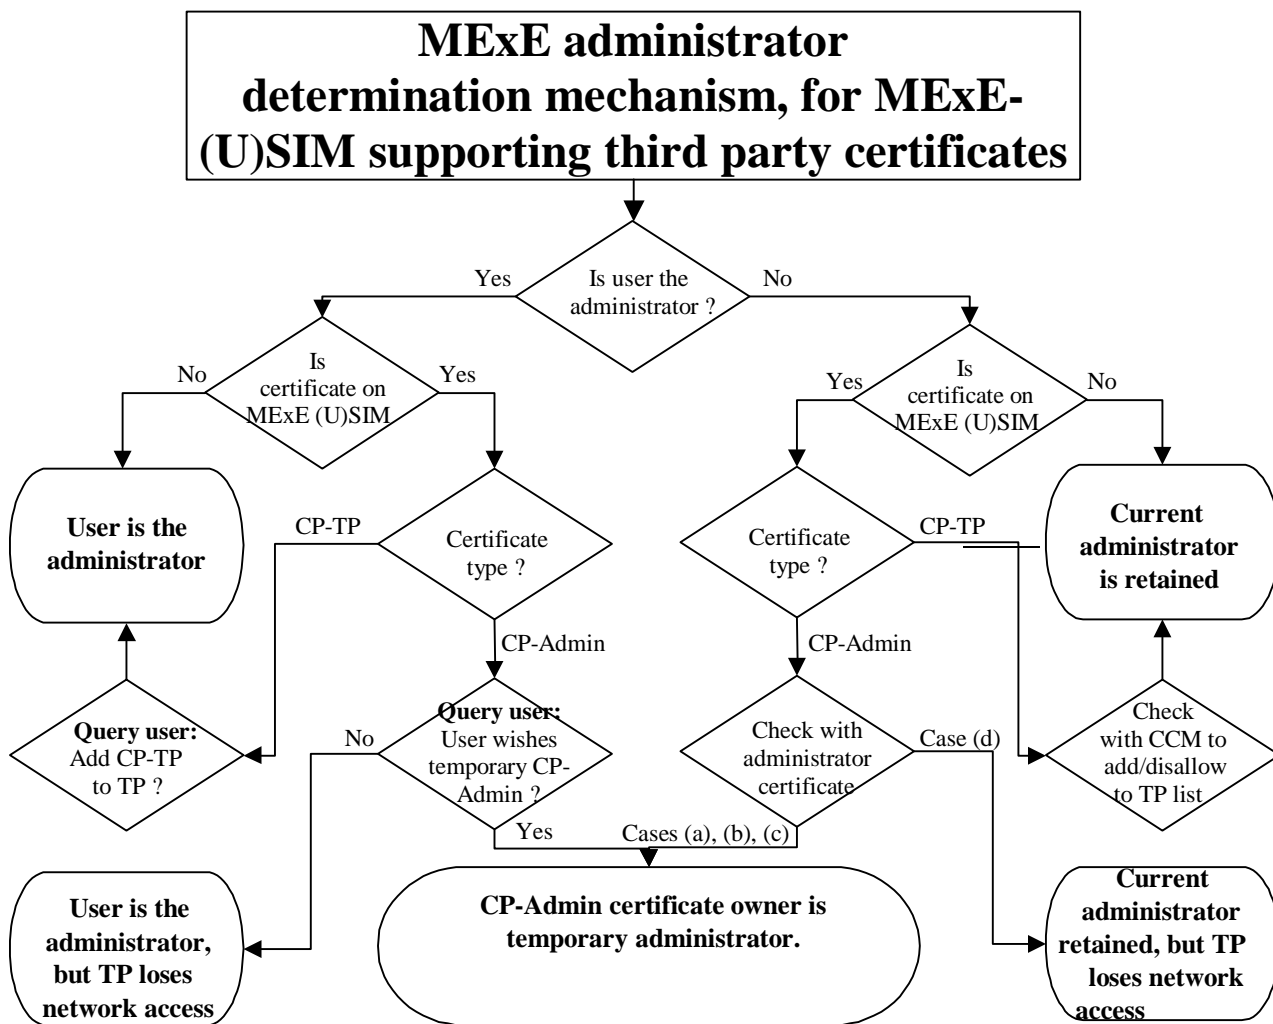 MExE administrator
determination mechanism, for MExE-
(U)SIM supporting third party certificates
Yes
Is user the
administrator ?
No
No
Is
certificate on
MExE (U)SIM
Yes
Yes
Is
certificate on
MExE (U)SIM
No
User is the
administrator
CP-TP
Certificate
type ?
Certificate
type ?
CP-TP
Current
administrator
is retained
CP-Admin
CP-Admin
Query user:
Add CP-TP
to TP ?
No
Query user:
User wishes
temporary CP-
Admin ?
Check with
administrator
certificate
Case (d)
Check
with CCM to
add/disallow
to TP list
Yes
Cases (a), (b), (c)
User is the
administrator,
but TP loses
network access
CP-Admin certificate owner is
temporary administrator.
Current
administrator
retained, but TP
loses network
access